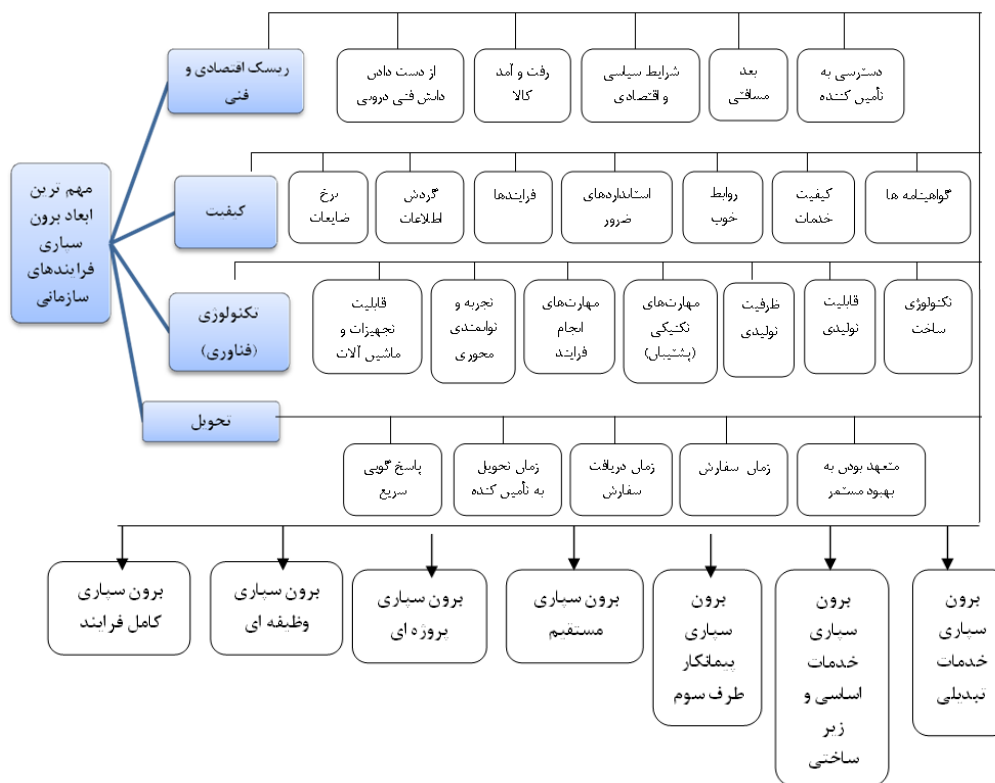 ریسک اقتصادی و
فنی
دسترسی به
تأمین کننده
بعد
مسافتی
شرایط سیاسی
و اقتصادی
رفت و آمد
کالا
از دست دادن
دانش فنی درونی
مهم ترین
ابعاد برون
سپاری
فرایندهای
سازمانی
کیفیت
گواهینامه ها
کیفیت
خدمات
روابط
خوب
استانداردهای
ضرور
فرایندها
گردش
اطلاعات
نرخ
ضایعات
تکنولوژی
(فناوری)
تکنولوژی
ساخت
قابلیت
تولیدی
ظرفیت
تولیدی
مهارت‌های
تکنیکی
(پشتیبان)
مهارت‌های
انجام
فرایند
تجربه و
توانمندی
محوری
قابلیت
تجهیزات و
ماشین آلات
تحویل
متعهد بودن به
بهبود مستمر
زمان سفارش
زمان دریافت
سفارش
زمان تحویل
به تأمین کننده
پاسخ گویی
سریع
برون
سپاری
خدمات
تبدیلی
برون
سپاری
خدمات
اساسی و
زیر
ساختی
برون
سپاری
پیمانکار
طرف سوم
برون سپاری
مستقیم
برون سپاری
پروژه ای
برون سپاری
وظیفه ای
برون سپاری
کامل فرایند